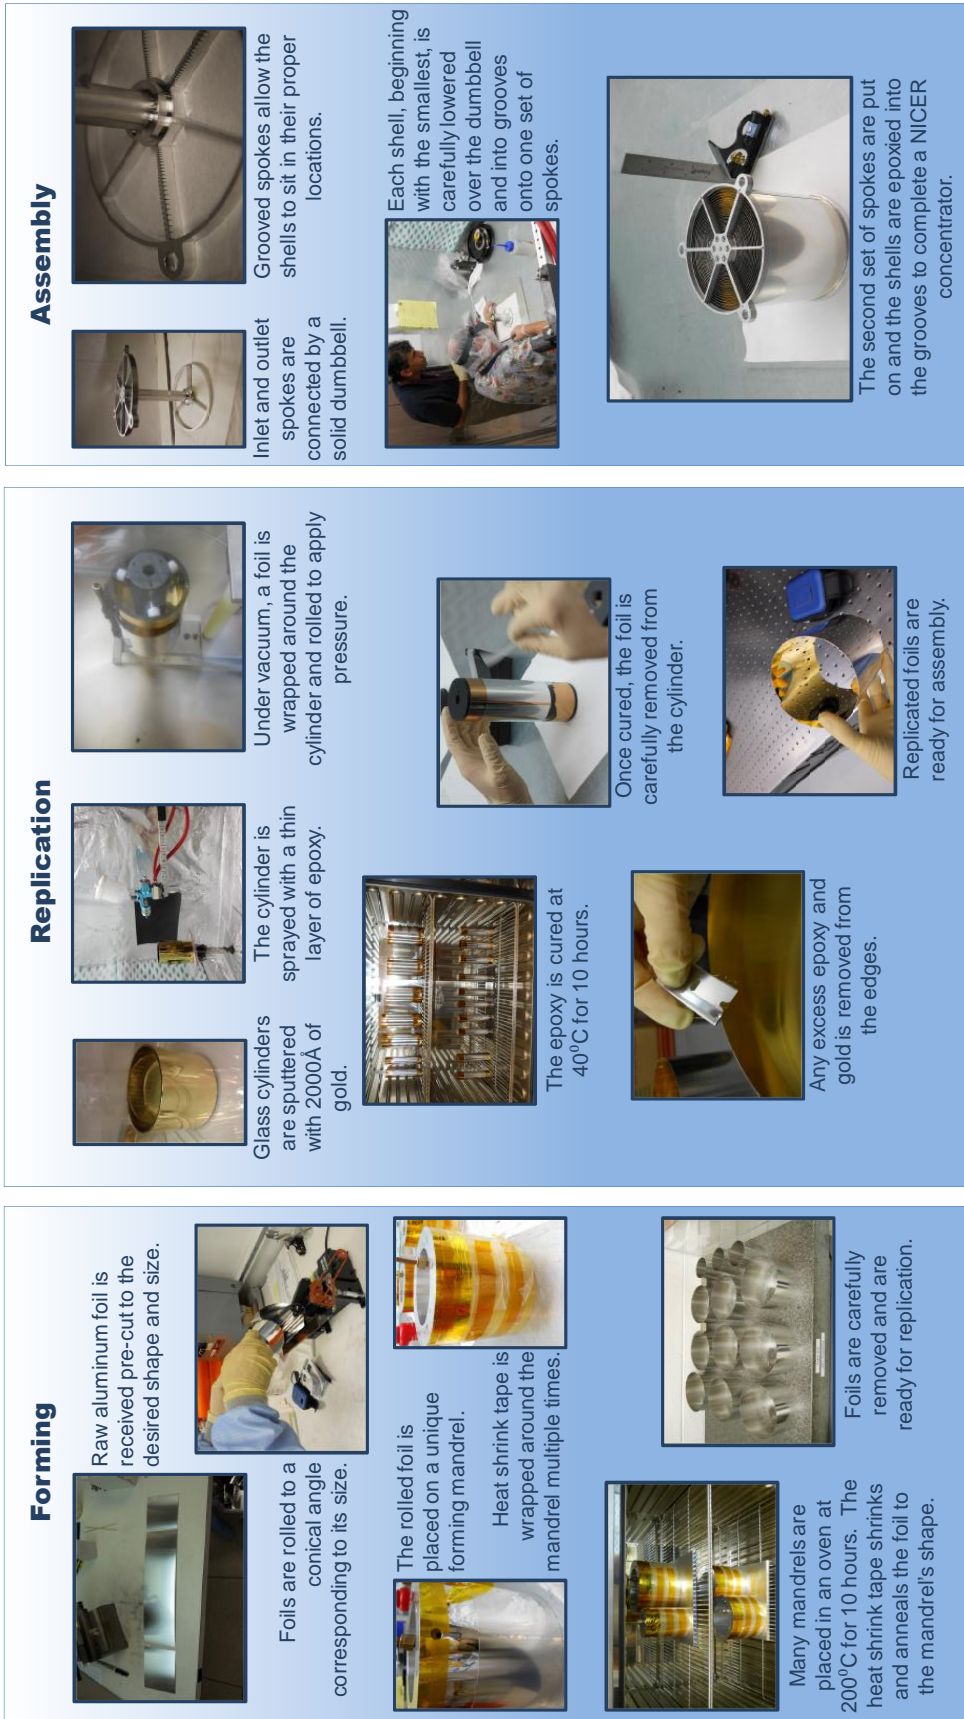 Forming
Raw aluminum foil is
received pre-cut to the
desired shape and size.
Foils are rolled to a
conical angle
corresponding to its size.
The rolled foil is
placed on a unique
forming mandrel.
Heat shrink tape is
wrapped around the
mandrel multiple times.
Many mandrels are
placed in an oven at
200⁰C for 10 hours. The
heat shrink tape shrinks
and anneals the foil to
the mandrel's shape.
Foils are carefully
removed and are
ready for replication.
Replication
Glass cylinders
are sputtered
with 2000Å of
gold.
The cylinder is
sprayed with a thin
layer of epoxy.
Under vacuum, a foil is
wrapped around the
cylinder and rolled to apply
pressure.
The epoxy is cured at
40⁰C for 10 hours.
Once cured, the foil is
carefully removed from
the cylinder.
Any excess epoxy and
gold is removed from
the edges.
Replicated foils are
ready for assembly.
Assembly
Inlet and outlet
spokes are
connected by a
solid dumbbell.
Grooved spokes allow the
shells to sit in their proper
locations.
Each shell, beginning
with the smallest, is
carefully lowered
over the dumbbell
and into grooves
onto one set of
spokes.
The second set of spokes are put
on and the shells are epoxied into
the grooves to complete a NICER
concentrator.